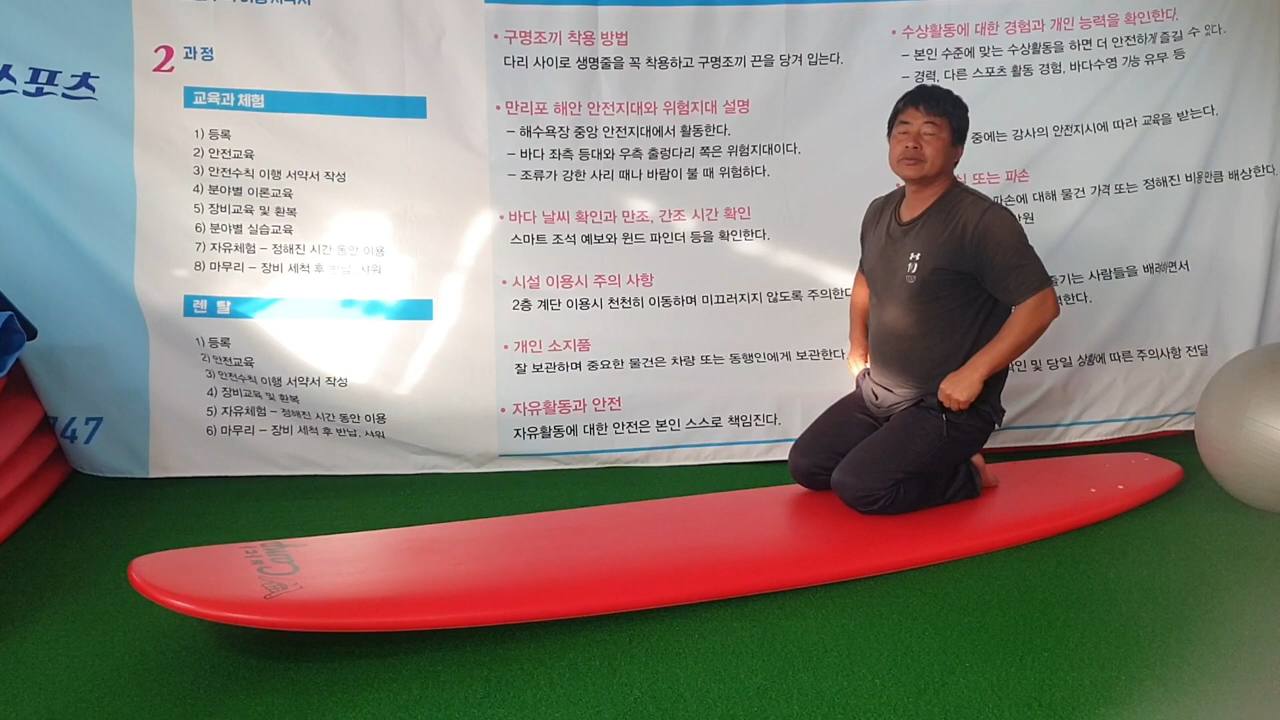 스포츠
747
2 과정
교육과 체험
1) 등록
2) 안전교육
3) 안전수칙 이행 서약서 작성
4) 분야별 이론교육
5) 장비교육 및 환복
6) 분야별 실습교육
7) 자유체험 – 정해진 시간 동안 이용
8) 마무리 – 장비 세척 후 반납, 샤워
렌 탈
1) 등록
2) 안전교육
3) 안전수칙 이행 서약서 작성
4) 장비교육 및 환복
5) 자유체험 – 정해진 시간 동안 이용
6) 마무리 – 장비 세척 후 반납, 샤워
• 구명조끼 착용 방법
다리 사이로 생명줄을 꼭 착용하고 구명조끼 끈을 당겨 입는다.
• 만리포 해안 안전지대와 위험지대 설명
– 해수욕장 중앙 안전지대에서 활동한다.
– 바다 좌측 등대와 우측 출렁다리 쪽은 위험지대이다.
– 조류가 강한 사리 때나 바람이 불 때 위험하다.
• 바다 날씨 확인과 만조, 간조 시간 확인
스마트 조석 예보와 윈드 파인더 등을 확인한다.
• 시설 이용시 주의 사항
2층 계단 이용시 천천히 이동하며 미끄러지지 않도록 주의한다
• 개인 소지품
잘 보관하며 중요한 물건은 차량 또는 동행인에게 보관한다
• 자유활동과 안전
자유활동에 대한 안전은 본인 스스로 책임진다.
• 수상활동에 대한 경험과 개인 능력을 확인한다.
– 본인 수준에 맞는 수상활동을 하면 더 안전하게 즐길 수 있다.
– 경력, 다른 스포츠 활동 경험, 바다수영 가능 유무 등
중에는 강사의 안전지시에 따라 교육을 받는다.
또는 파손
파손에 대해 물건 가격 또는 정해진 비용만큼 배상한다.
즐기는 사람들을 배려하면서
및 당일 상황에 따른 주의사항 전달